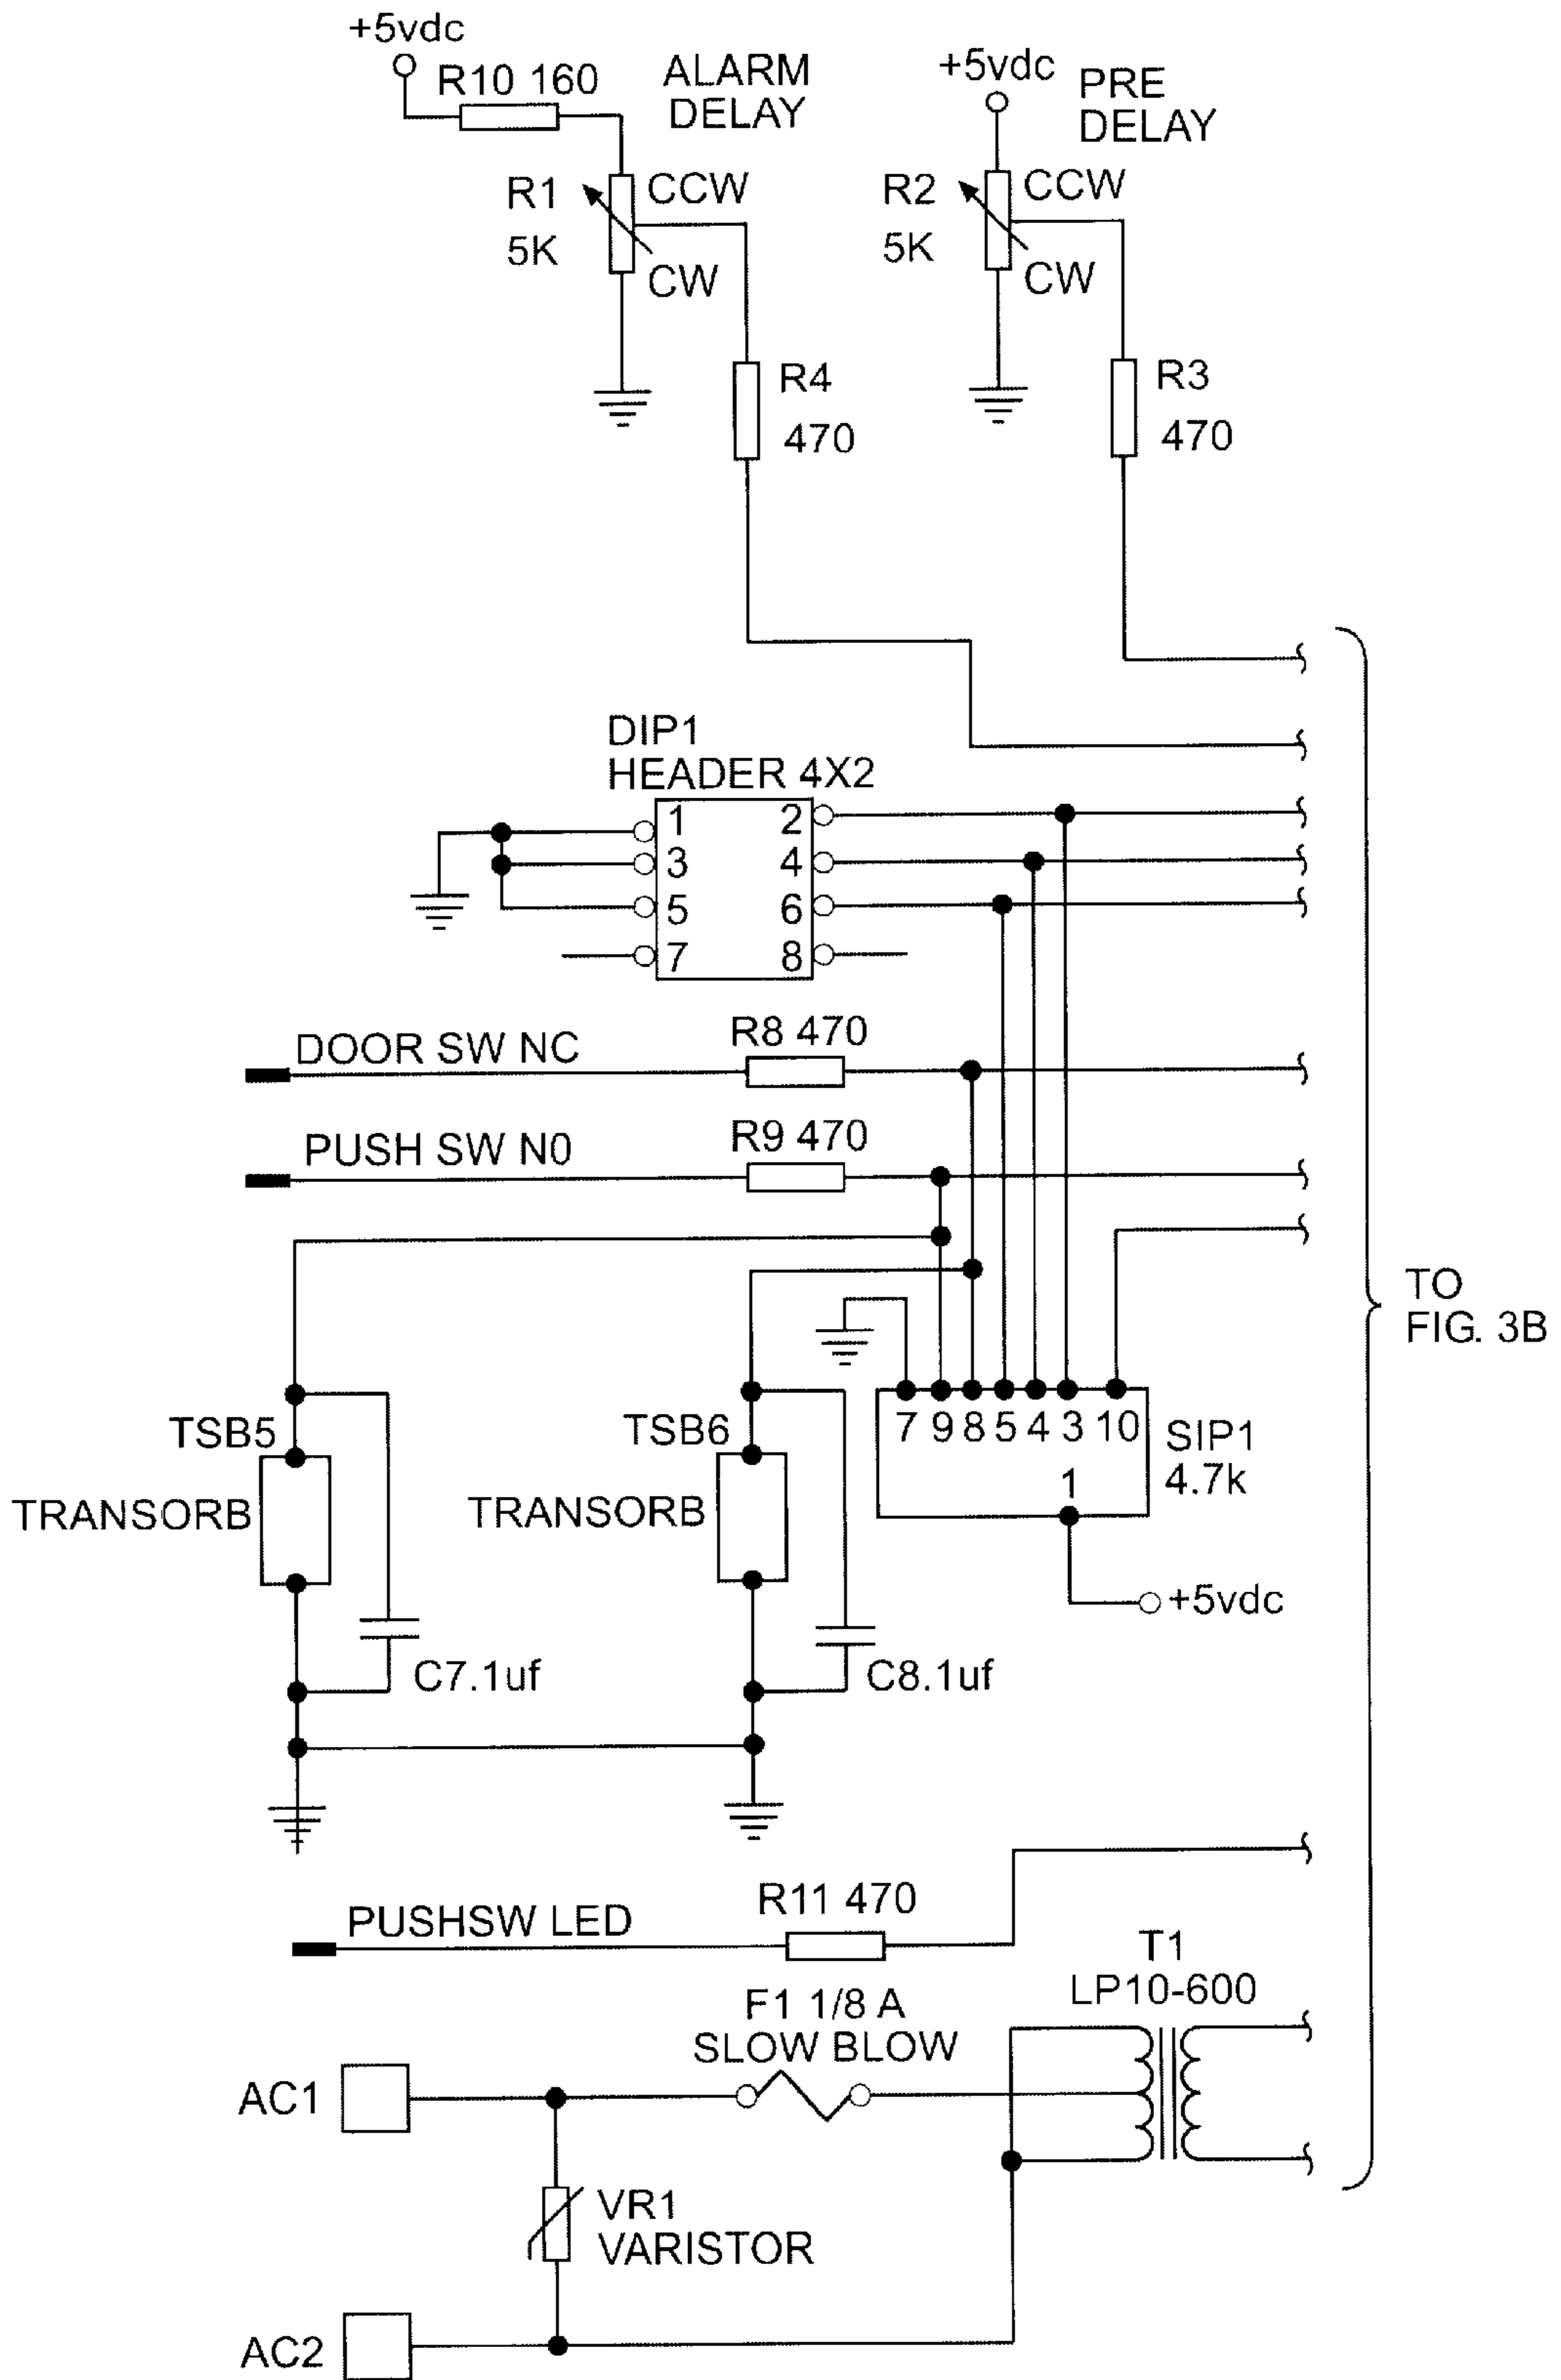 +5vdc
R10 160
ALARM
DELAY
+5vdc
PRE
DELAY
R1
5K
CCW
CW
R2
5K
CCW
CW
R4
470
R3
470
DIP1
HEADER 4X2
1 2
3 4
5 6
7 8
DOOR SW NC
R8 470
PUSH SW N0
R9 470
TO
FIG. 3B
7 9 8 5 4 3 10
1
SIP1
4.7k
+5vdc
TSB5
TRANSORB
TSB6
TRANSORB
C7.1uf
C8.1uf
PUSHSW LED
R11 470
T1
LP10-600
F1 1/8 A
SLOW BLOW
AC1
VR1
VARISTOR
AC2